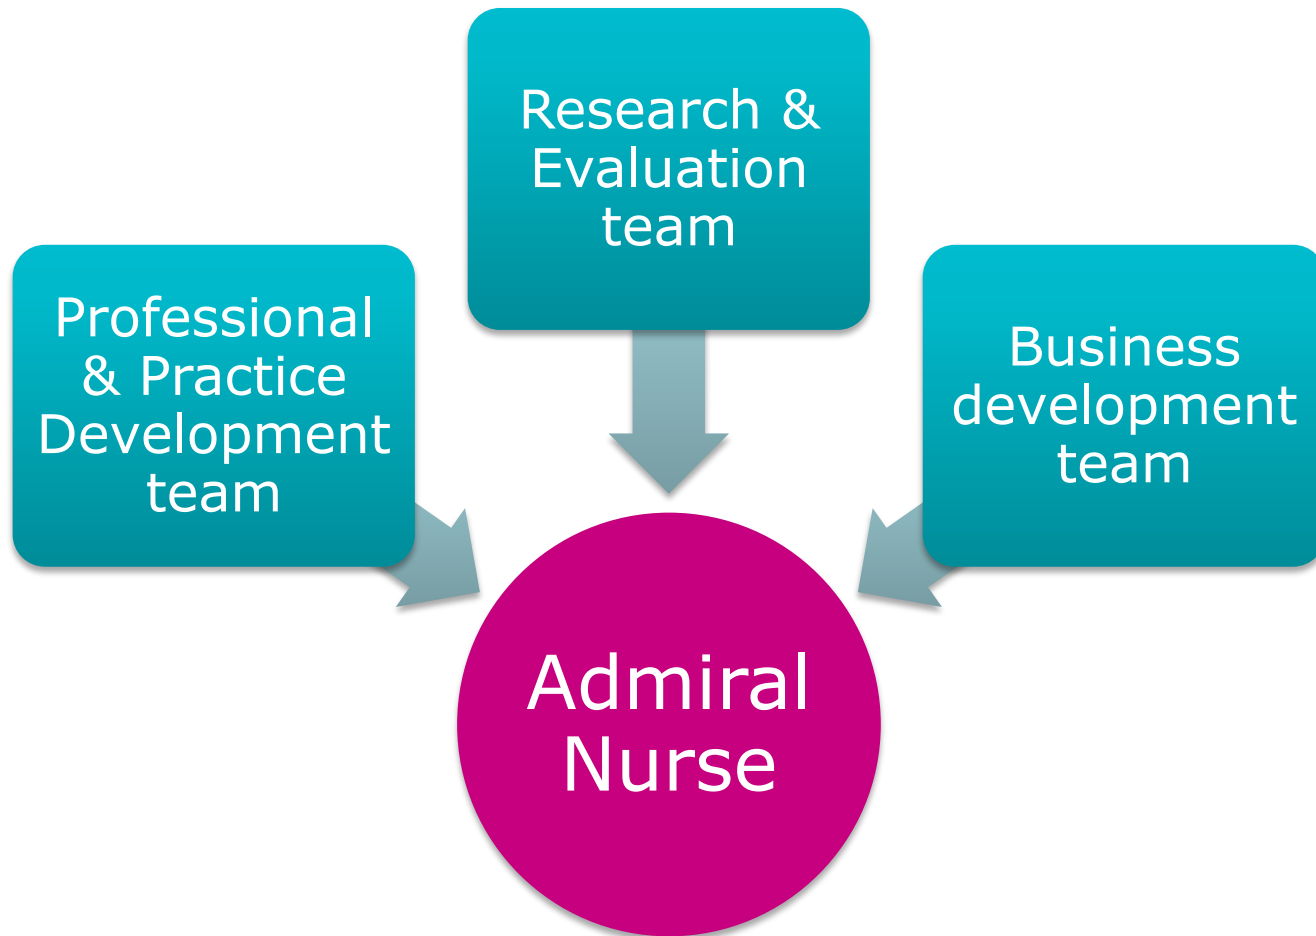 Research &
Evaluation
team
Professional
& Practice
Development
team
Business
development
team
Admiral
Nurse